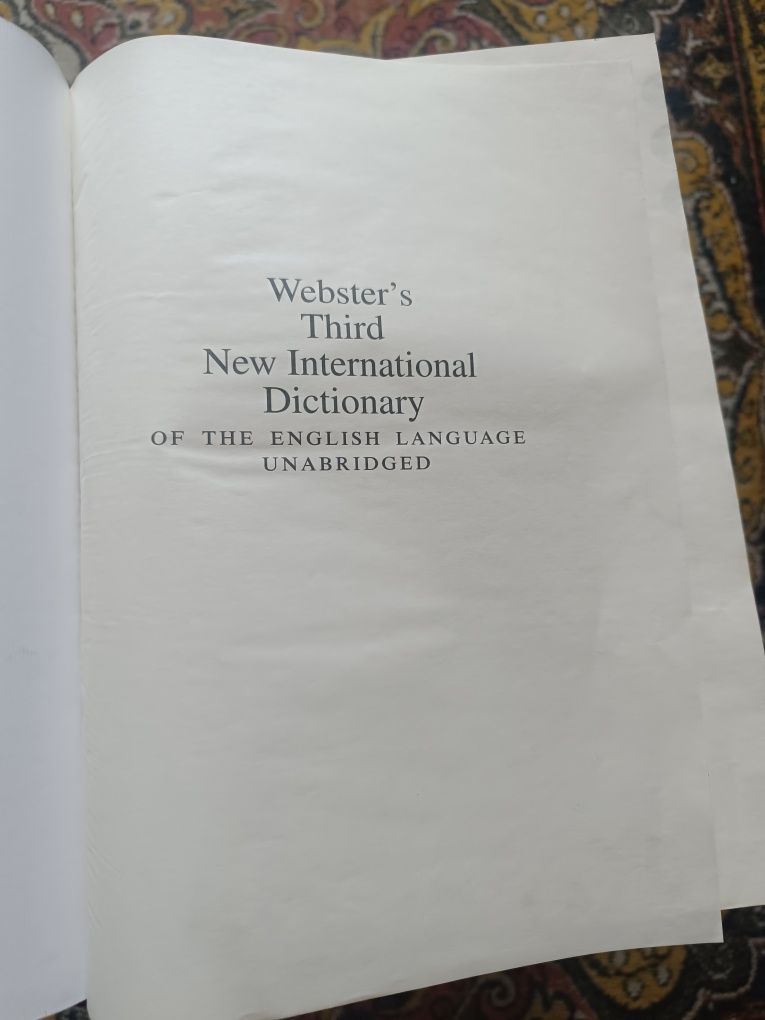 Webster's
Third
New International
Dictionary
OF THE ENGLISH LANGUAGE
UNABRIDGED